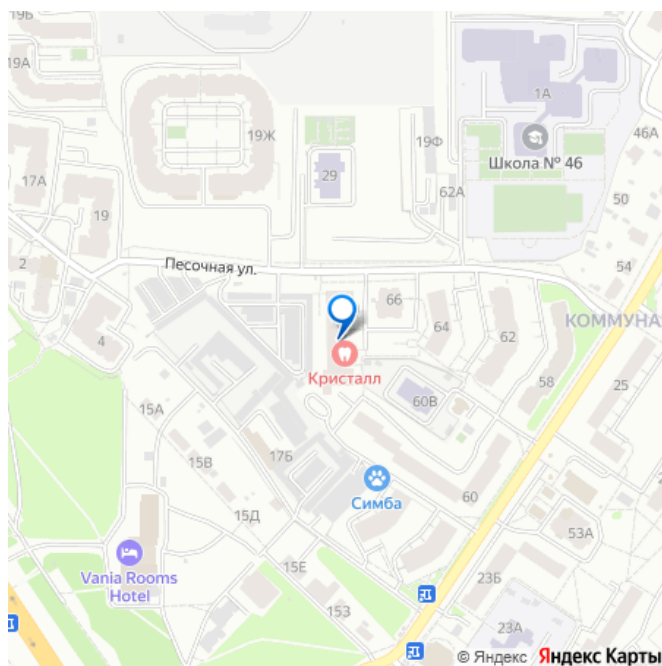 19Б
19А
1А
19Ж
19Ф
46А
Школа № 46
17А
29
62А
50
19
2
Песочная ул.
54
66
64
КОММУНА
62
4
Кристалл
58
25
15А
60В
15В
17Б
60
Симба
15Д
53А
Vania Rooms
Hotel
15Е
23Б
153
23А
© Яндекс Яндекс Карты